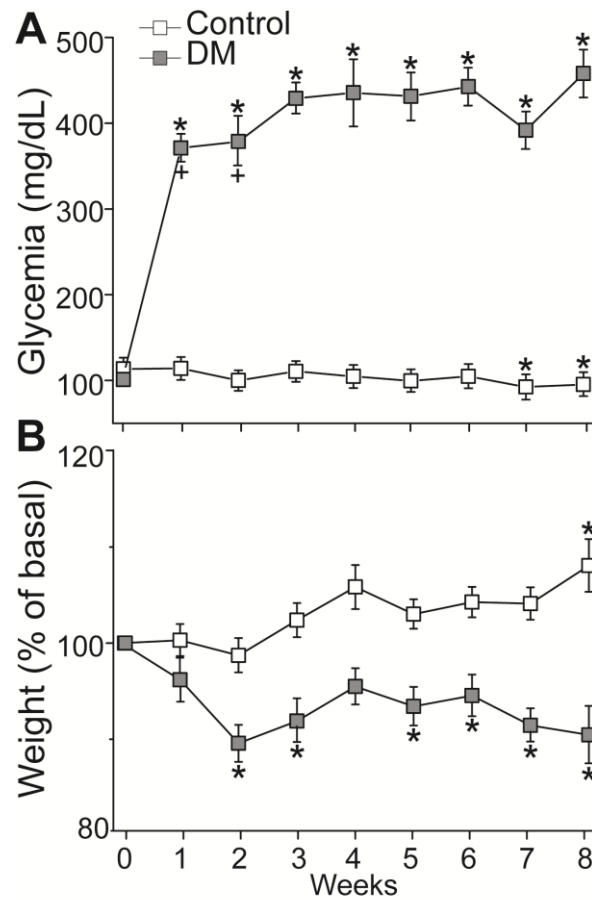 A
Control
DM
500
400
300
200
100
Glycemia (mg/dL)
* * * * * * * *
+ +
* *
B
120
100
80
Weight (% of basal)
*
* * * * * *
0 1 2 3 4 5 6 7 8
Weeks